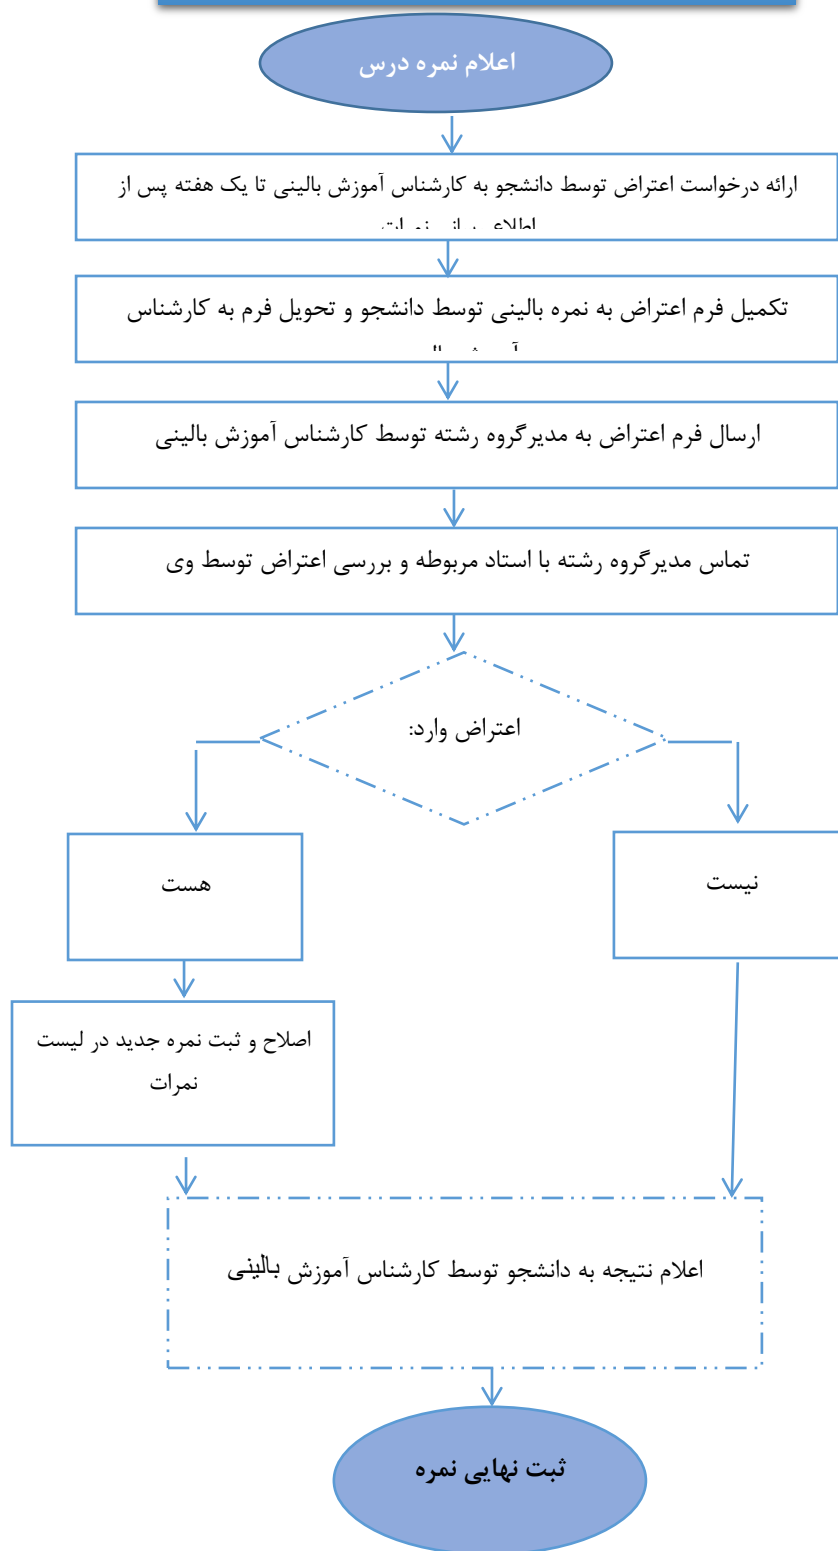 اعلام نمره درس
ارائه درخواست اعتراض توسط دانشجو به کارشناس آموزش بالینی تا یک هفته پس از
تکمیل فرم اعتراض به نمره بالینی توسط دانشجو و تحویل فرم به کارشناس
ارسال فرم اعتراض به مدیرگروه رشته توسط کارشناس آموزش بالینی
تماس مدیرگروه رشته با استاد مربوطه و بررسی اعتراض توسط وی
اعتراض وارد:
نیست
هست
اصلاح و ثبت نمره جدید در لیست
نمرات
اعلام نتیجه به دانشجو توسط کارشناس آموزش بالینی
ثبت نهایی نمره